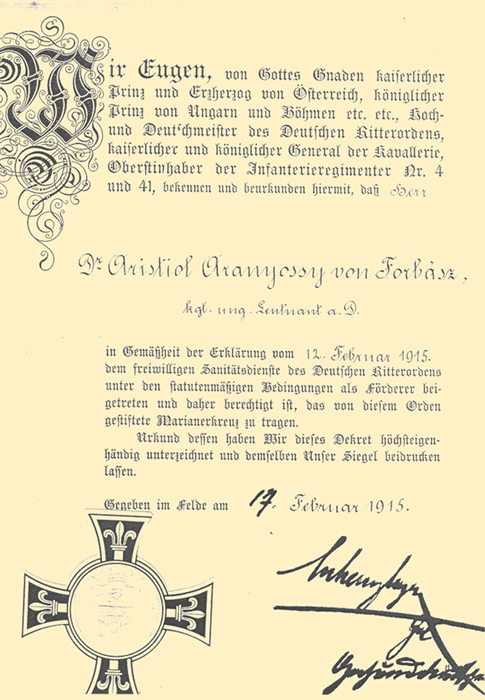 Wir Eugen, von Gottes Gnaden kaiserlicher
Prinz und Erzherzog von Österreich, königlicher
Prinz von Ungarn und Böhmen etc. etc., Hoch-
und Deutschmeister des Deutschen Ritterordens,
kaiserlicher und königlicher General der Kavallerie,
Oberstinhaber der Infanterieregimenter Nr. 4
und 41, bekennen und beurkunden hiermit, daß Herr
Dr Aristiol Aranyossy von Forbász,
kgl. ung. Leutnant a. D.
in Gemäßheit der Erklärung vom 12. Februar 1915.
dem freiwilligen Sanitätsdienste des Deutschen Ritterordens
unter den statutenmäßigen Bedingungen als Förderer bei-
getreten und daher berechtigt ist, das von diesem Orden
gestiftete Marianerkreuz zu tragen.
Urkund dessen haben Wir dieses Dekret höchsteigen-
händig unterzeichnet und demselben Unser Siegel beidrucken
lassen.
Gegeben im Felde am 17. Februar 1915.